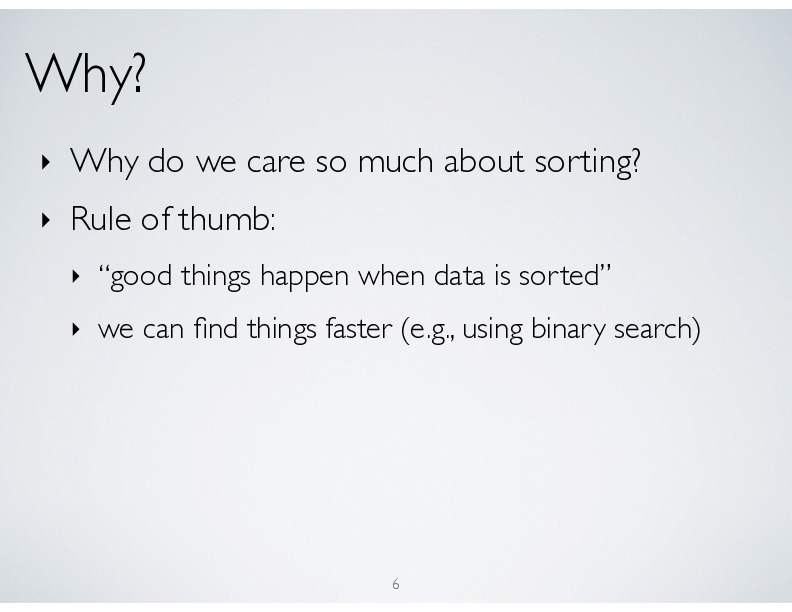 Why?
‣ Why do we care so much about sorting?
‣ Rule of thumb:
‣ “good things happen when data is sorted”
‣ we can find things faster (e.g., using binary search)
6